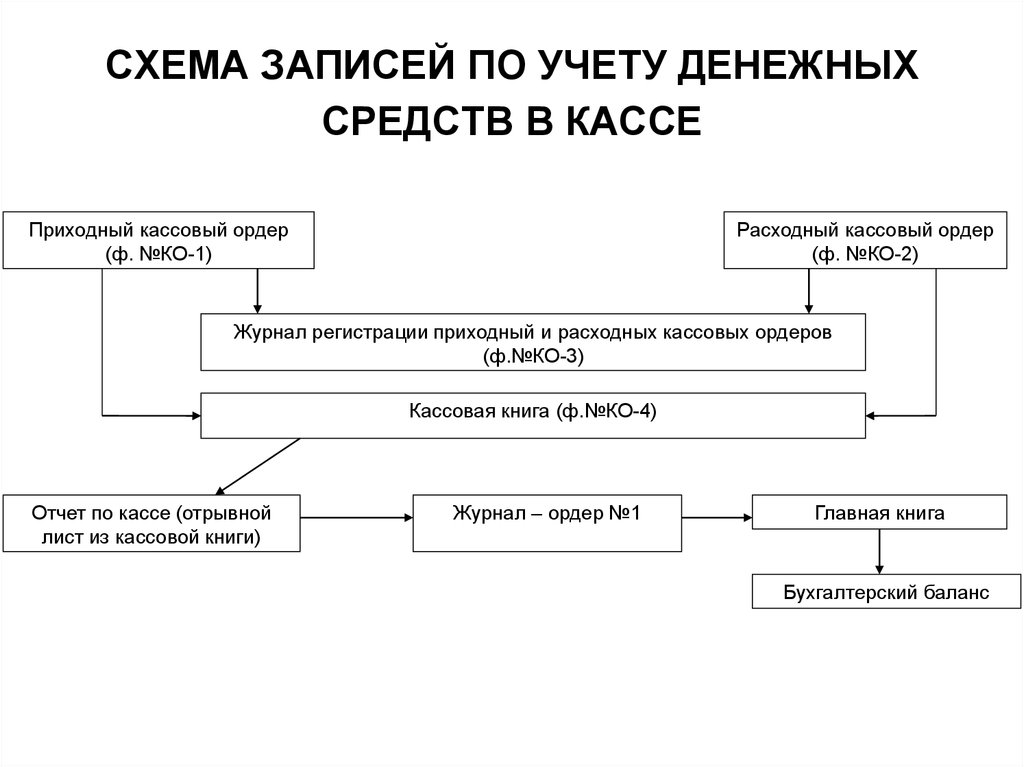 СХЕМА ЗАПИСЕЙ ПО УЧЕТУ ДЕНЕЖНЫХ
СРЕДСТВ В КАССЕ
Приходный кассовый ордер
(ф. №КО-1)
Расходный кассовый ордер
(ф. №КО-2)
Журнал регистрации приходный и расходных кассовых ордеров
(ф.№КО-3)
Кассовая книга (ф.№КО-4)
Отчет по кассе (отрывной
лист из кассовой книги)
Журнал – ордер №1
Главная книга
Бухгалтерский баланс